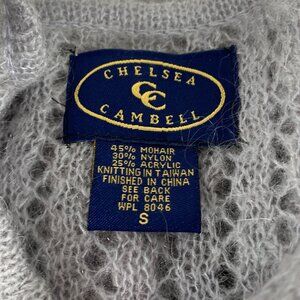 CHELSEA
CC
CAMBELL
45% MOHAIR
30% NYLON
25% ACRYLIC
KNITTING IN TAIWAN
FINISHED IN CHINA
SEE BACK
FOR CARE
WPL 8046
S